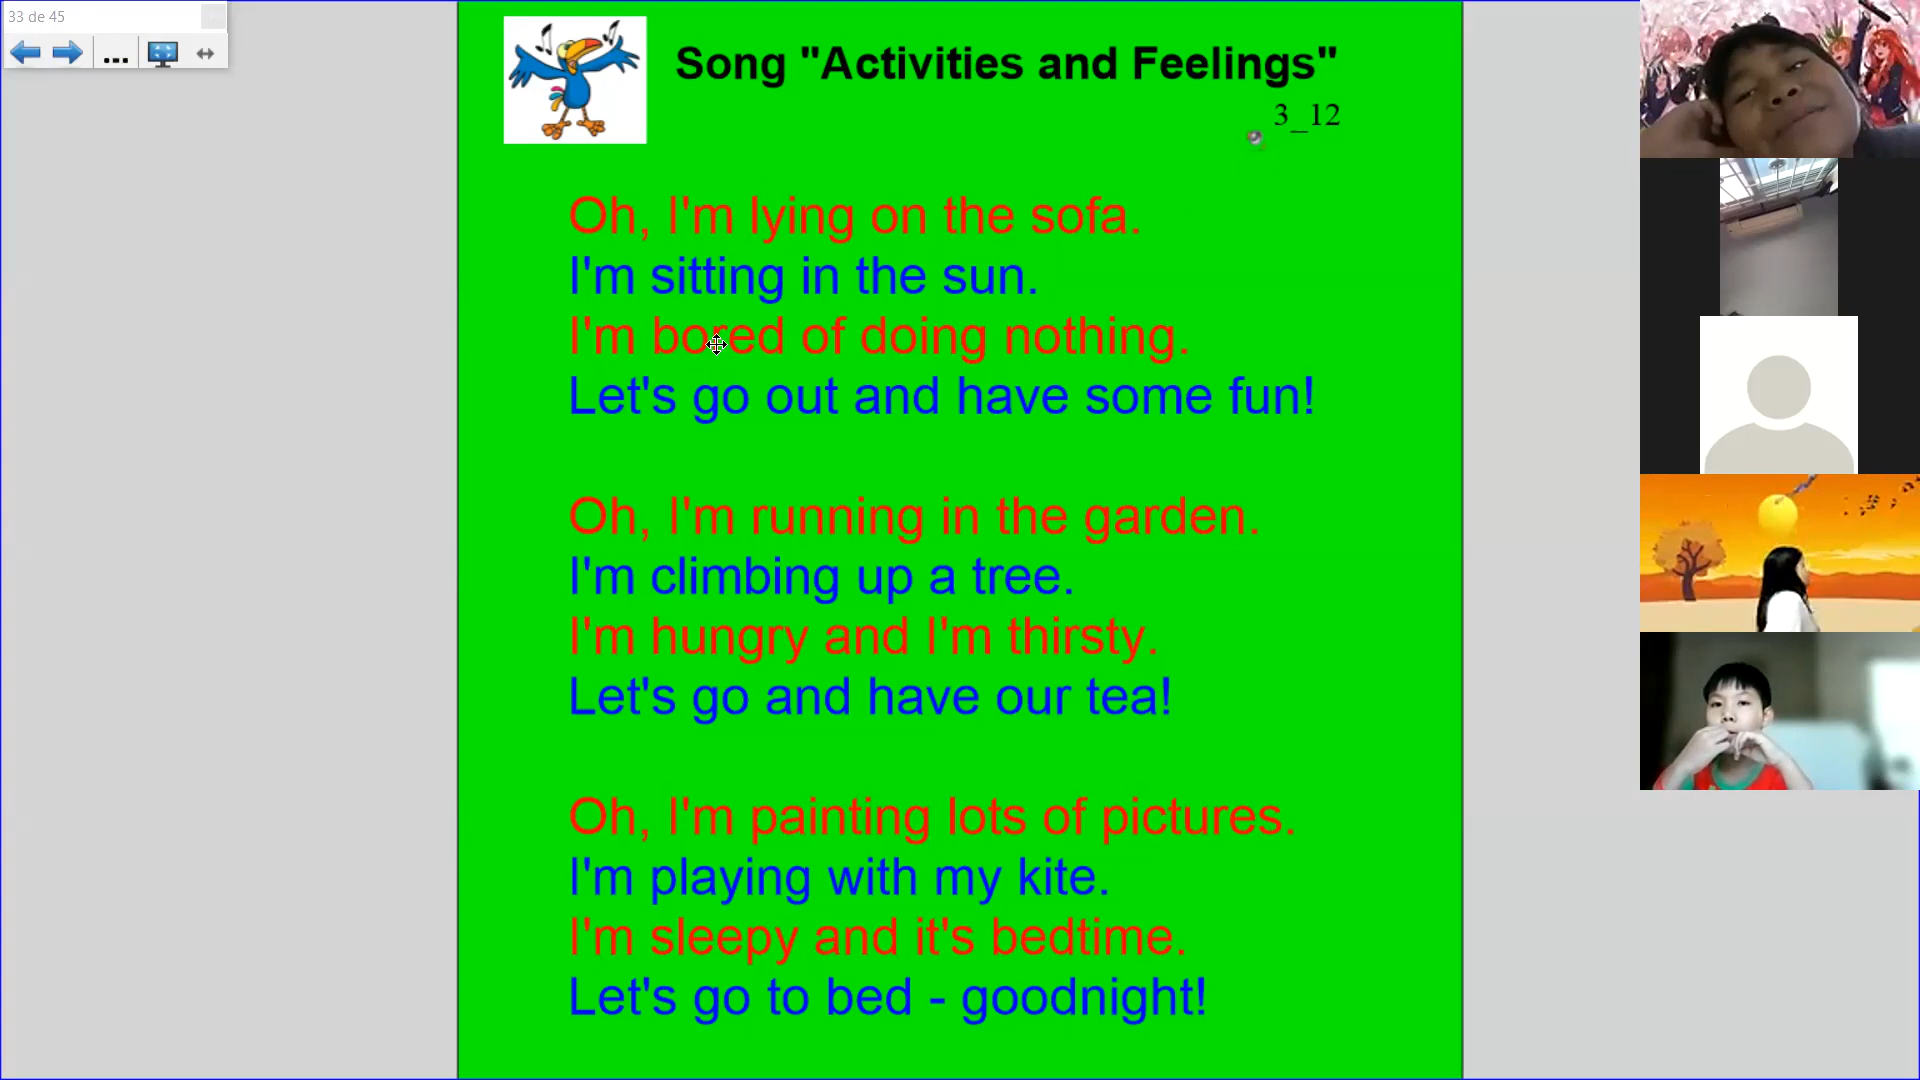 33 de 45
...
Song "Activities and Feelings"
3_12
Oh, I'm lying on the sofa.
I'm sitting in the sun.
I'm bored of doing nothing.
Let's go out and have some fun!
Oh, I'm running in the garden.
I'm climbing up a tree.
I'm hungry and I'm thirsty.
Let's go and have our tea!
Oh, I'm painting lots of pictures.
I'm playing with my kite.
I'm sleepy and it's bedtime.
Let's go to bed - goodnight!